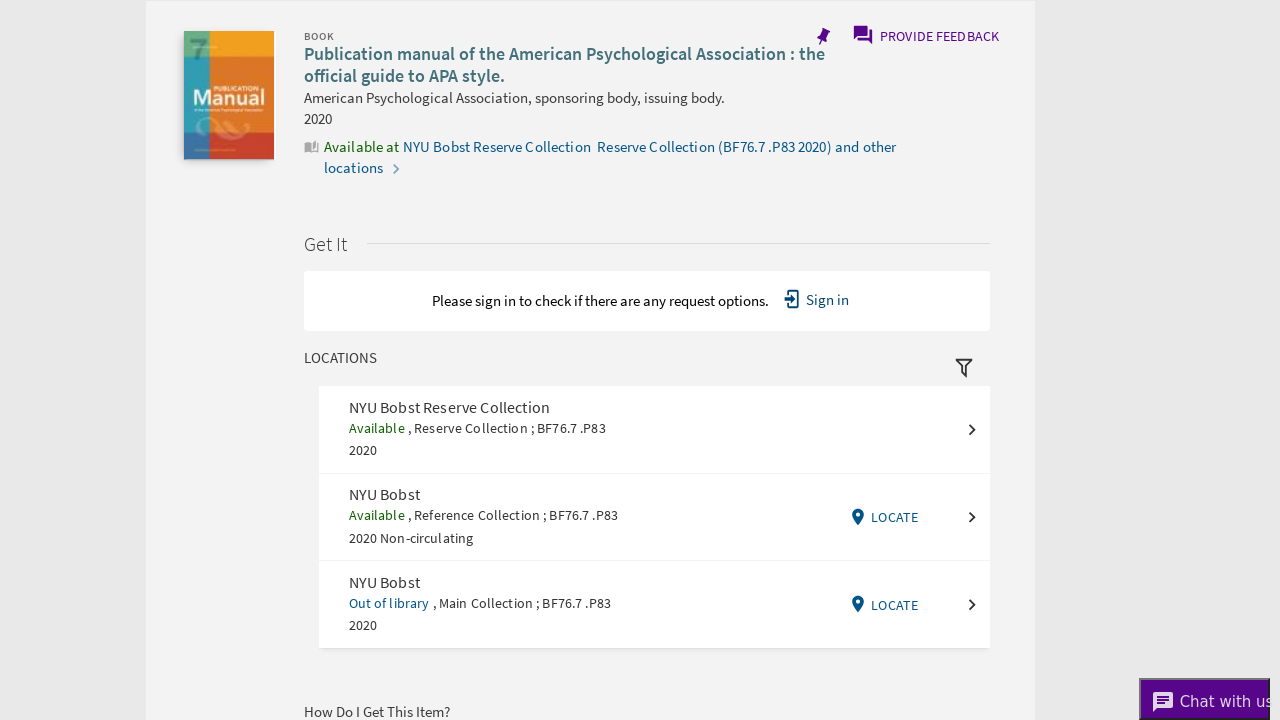 BOOK
Publication manual of the American Psychological Association : the
official guide to APA style.
American Psychological Association, sponsoring body, issuing body.
2020
Available at NYU Bobst Reserve Collection Reserve Collection (BF76.7 .P83 2020) and other
locations
PROVIDE FEEDBACK
7
PUBLICATION
Manual
Get It
Please sign in to check if there are any request options. Sign in
LOCATIONS
NYU Bobst Reserve Collection
Available , Reserve Collection ; BF76.7 .P83
2020
NYU Bobst
Available , Reference Collection ; BF76.7 .P83
2020 Non-circulating
LOCATE
NYU Bobst
Out of library , Main Collection ; BF76.7 .P83
2020
LOCATE
How Do I Get This Item?
Chat with us